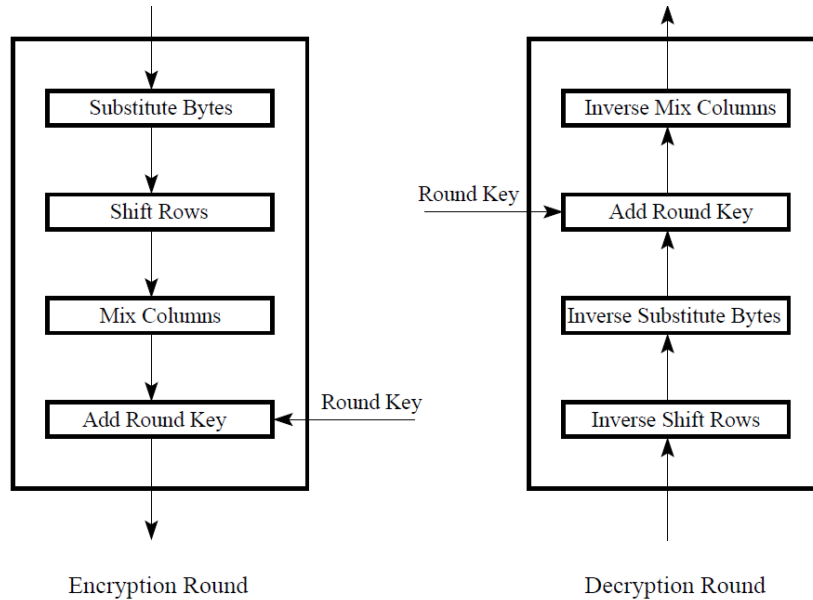 Substitute Bytes
Shift Rows
Mix Columns
Add Round Key
Round Key
Encryption Round
Inverse Mix Columns
Round Key
Add Round Key
Inverse Substitute Bytes
Inverse Shift Rows
Decryption Round